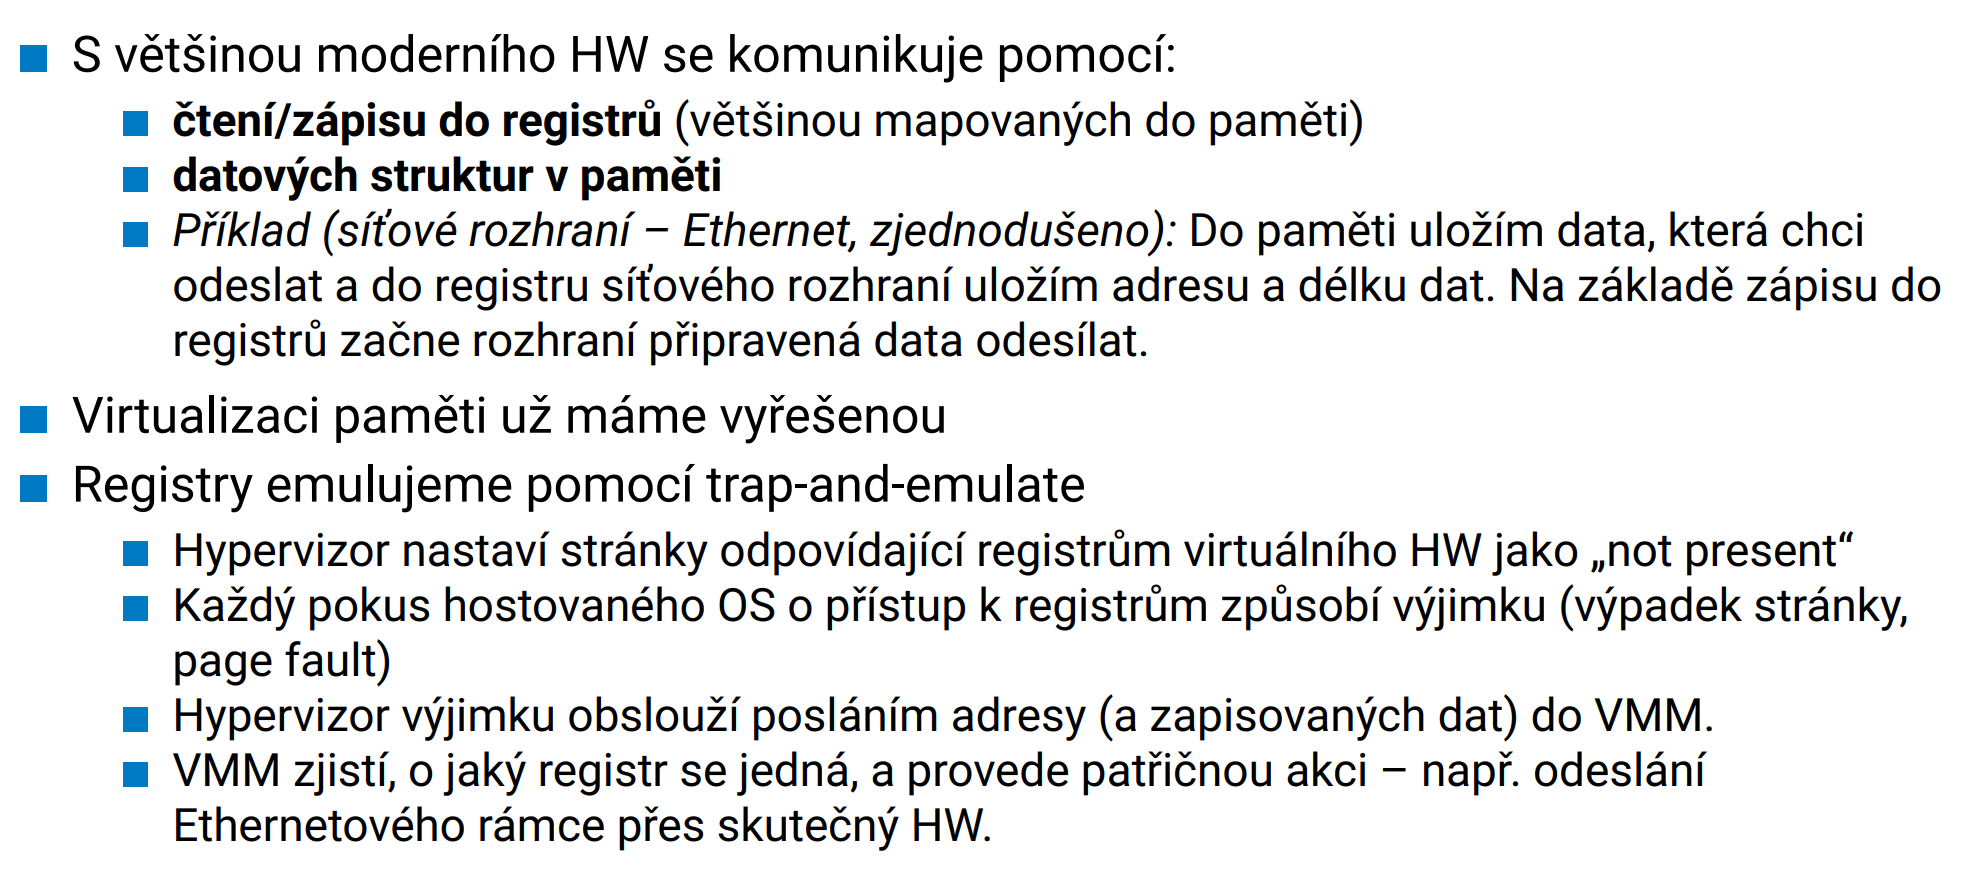 S většinou moderního HW se komunikuje pomocí:
čtení/zápisu do registrů (většinou mapovaných do paměti)
datových struktur v paměti
Příklad (síťové rozhraní – Ethernet, zjednodušeno): Do paměti uložím data, která chci
odeslat a do registru síťového rozhraní uložím adresu a délku dat. Na základě zápisu do
registrů začne rozhraní připravená data odesílat.
Virtualizaci paměti už máme vyřešenou
Registry emulujeme pomocí trap-and-emulate
Hypervizor nastaví stránky odpovídající registrům virtuálního HW jako „not present“
Každý pokus hostovaného OS o přístup k registrům způsobí výjimku (výpadek stránky,
page fault)
Hypervizor výjimku obslouží posláním adresy (a zapisovaných dat) do VMM.
VMM zjistí, o jaký registr se jedná, a provede patřičnou akci – např. odeslání
Ethernetového rámce přes skutečný HW.